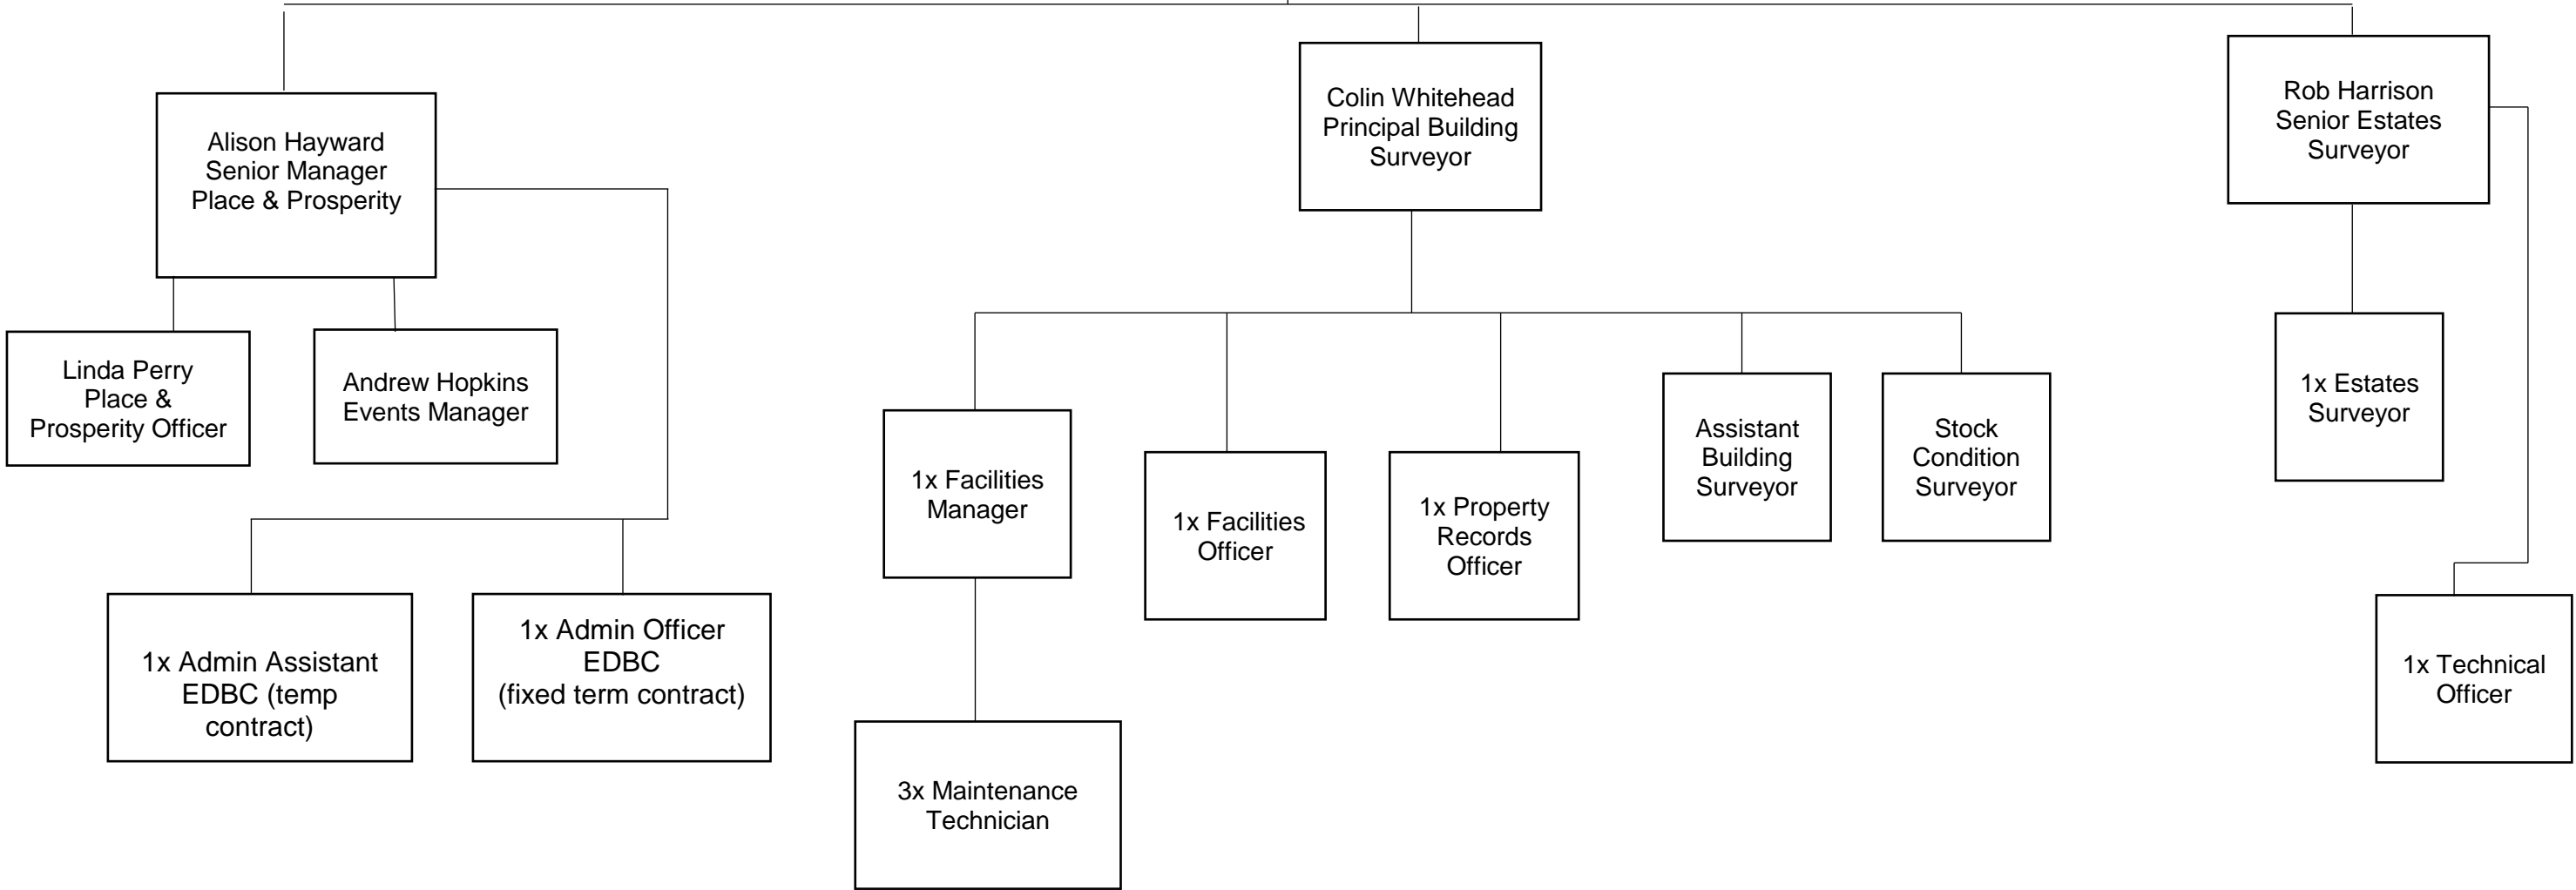 Alison Hayward
Senior Manager
Place & Prosperity
Colin Whitehead
Principal Building
Surveyor
Rob Harrison
Senior Estates
Surveyor
Linda Perry
Place &
Prosperity Officer
Andrew Hopkins
Events Manager
1x Facilities
Manager
1x Facilities
Officer
1x Property
Records
Officer
Assistant
Building
Surveyor
Stock
Condition
Surveyor
1x Estates
Surveyor
1x Admin Assistant
EDBC (temp
contract)
1x Admin Officer
EDBC
(fixed term contract)
3x Maintenance
Technician
1x Technical
Officer